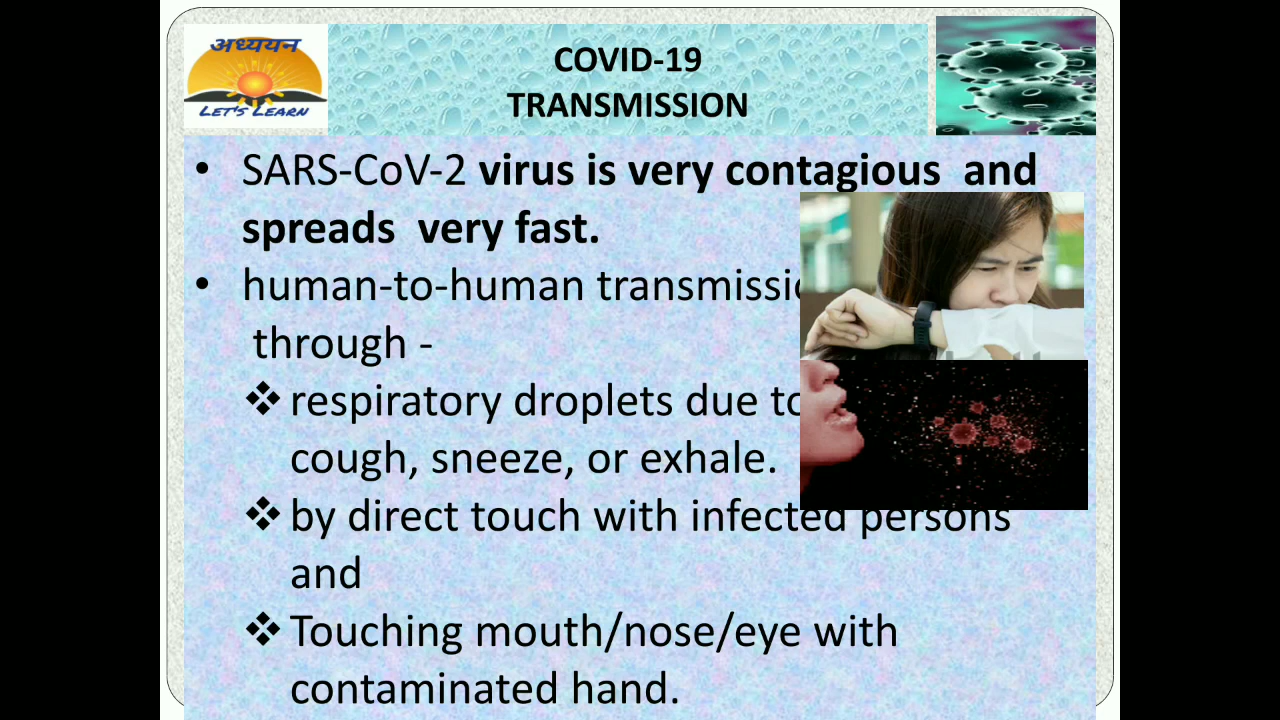 अध्ययन
LET'S LEARN
COVID-19
TRANSMISSION
• SARS-CoV-2 virus is very contagious and
spreads very fast.
• human-to-human
through -
❖ respiratory droplets due
cough, sneeze, or exhale.
❖ by direct touch with infected persons
and
❖ Touching mouth/nose/eye with
contaminated hand.